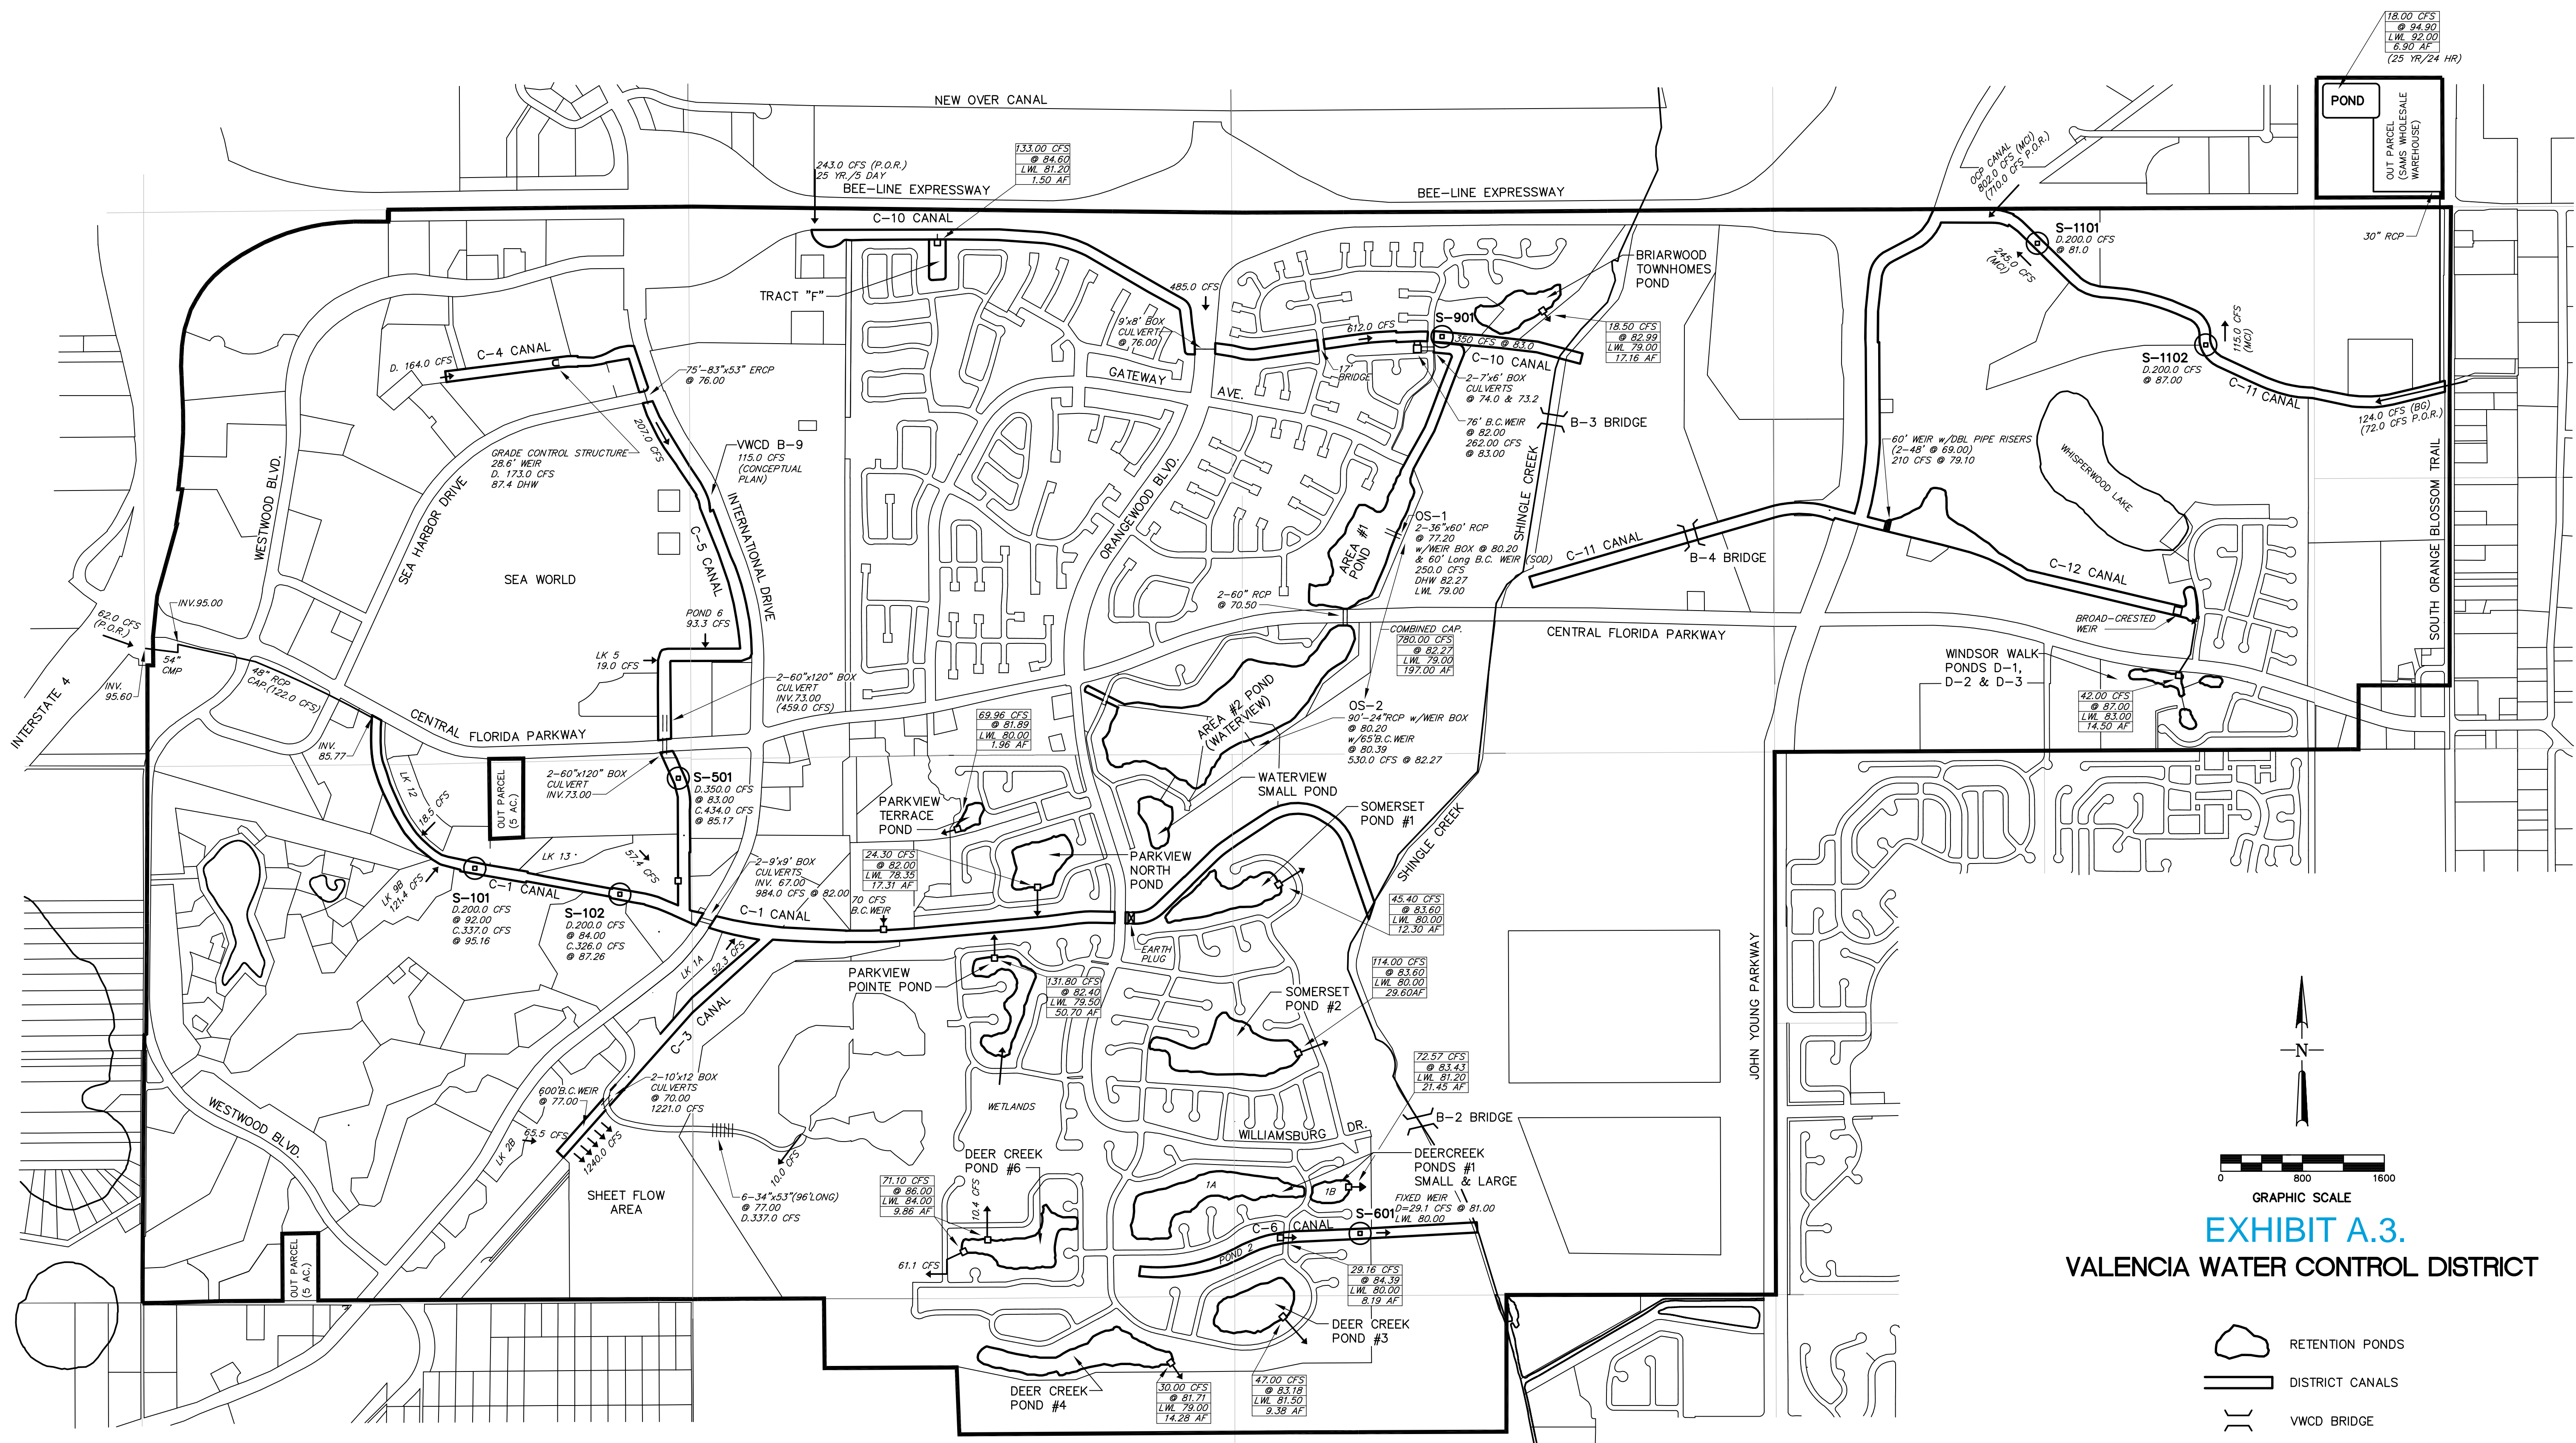 18.00 CFS
@ 94.90
LWL 92.00
6.90 AF
(25 YR/24 HR)
POND
OUT PARCEL
(SAMS WHOLESALE
WAREHOUSE)
30" RCP
NEW OVER CANAL
243.0 CFS (P.O.R.)
25 YR./5 DAY
133.00 CFS
@ 84.60
LWL 81.20
1.50 AF
BEE-LINE EXPRESSWAY
BEE-LINE EXPRESSWAY
OCP CANAL
802.0 CFS (MCI)
(710.0 CFS P.O.R.)
C-10 CANAL
TRACT "F"
485.0 CFS
9'x8' BOX
CULVERT
@ 76.00
612.0 CFS
17'
BRIDGE
S-901
350 CFS @ 83.0
C-10 CANAL
BRIARWOOD
TOWNHOMES
POND
18.50 CFS
@ 82.99
LWL 79.00
17.16 AF
2-7'x6' BOX
CULVERTS
@ 74.0 & 73.2
76' B.C.WEIR
@ 82.00
262.00 CFS
@ 83.00
B-3 BRIDGE
SHINGLE CREEK
GATEWAY
AVE.
ORANGEWOOD BLVD.
S-1101
D.200.0 CFS
@ 81.0
245.0 CFS
(MCI)
115.0 CFS
(MCI)
S-1102
D.200.0 CFS
@ 87.00
C-11 CANAL
124.0 CFS (BG)
(72.0 CFS P.O.R.)
SOUTH ORANGE BLOSSOM TRAIL
WHISPERWOOD LAKE
60' WEIR w/DBL PIPE RISERS
(2-48' @ 69.00)
210 CFS @ 79.10
C-11 CANAL
B-4 BRIDGE
C-12 CANAL
BROAD-CRESTED
WEIR
WINDSOR WALK
PONDS D-1,
D-2 & D-3
42.00 CFS
@ 87.00
LWL 83.00
14.50 AF
D. 164.0 CFS
C-4 CANAL
75'-83"x53" ERCP
@ 76.00
207.0 CFS
GRADE CONTROL STRUCTURE
28.6' WEIR
D. 173.0 CFS
87.4 DHW
VWCD B-9
115.0 CFS
(CONCEPTUAL
PLAN)
INTERNATIONAL DRIVE
C-5 CANAL
WESTWOOD BLVD.
SEA HARBOR DRIVE
SEA WORLD
POND 6
93.3 CFS
LK 5
19.0 CFS
2-60"x120" BOX
CULVERT
INV.73.00
(459.0 CFS)
INV.95.00
62.0 CFS
(P.O.R.)
54"
CMP
INV.
95.60
INTERSTATE 4
48" RCP
CAP.(122.0 CFS)
CENTRAL FLORIDA PARKWAY
INV.
85.77
AREA #1
POND
OS-1
2-36"x60' RCP
@ 77.20
w/WEIR BOX @ 80.20
& 60' Long B.C. WEIR (SOD)
250.0 CFS
DHW 82.27
LWL 79.00
2-60" RCP
@ 70.50
COMBINED CAP.
780.00 CFS
@ 82.27
LWL 79.00
197.00 AF
CENTRAL FLORIDA PARKWAY
AREA #2 POND
(WATERVIEW)
OS-2
90'-24"RCP w/WEIR BOX
@ 80.20
w/65'B.C.WEIR
@ 80.39
530.0 CFS @ 82.27
69.96 CFS
@ 81.89
LWL 80.00
1.96 AF
WATERVIEW
SMALL POND
SOMERSET
POND #1
SHINGLE CREEK
PARKVIEW
TERRACE
POND
PARKVIEW
NORTH
POND
24.30 CFS
@ 82.00
LWL 78.35
17.31 AF
70 CFS
B.C.WEIR
2-60"x120" BOX
CULVERT
INV.73.00
S-501
D.350.0 CFS
@ 83.00
C.434.0 CFS
@ 85.17
OUT PARCEL
(5 AC.)
LK 12
18.5 CFS
LK 13
57.4 CFS
LK 9B
121.4 CFS
S-101
D.200.0 CFS
@ 92.00
C.337.0 CFS
@ 95.16
C-1 CANAL
S-102
D.200.0 CFS
@ 84.00
C.326.0 CFS
@ 87.26
2-9'x9' BOX
CULVERTS
INV. 67.00
984.0 CFS @ 82.00
C-1 CANAL
LK 1A
52.3 CFS
C-3 CANAL
EARTH
PLUG
45.40 CFS
@ 83.60
LWL 80.00
12.30 AF
PARKVIEW
POINTE POND
131.80 CFS
@ 82.40
LWL 79.50
50.70 AF
SOMERSET
POND #2
114.00 CFS
@ 83.60
LWL 80.00
29.60AF
WETLANDS
72.57 CFS
@ 83.43
LWL 81.20
21.45 AF
B-2 BRIDGE
WILLIAMSBURG DR.
JOHN YOUNG PARKWAY
600'B.C.WEIR
@ 77.00
2-10'x12 BOX
CULVERTS
@ 70.00
1221.0 CFS
65.5 CFS
LK 2B
1240.0 CFS
WESTWOOD BLVD.
SHEET FLOW
AREA
10.0 CFS
6-34"x53"(96'LONG)
@ 77.00
D.337.0 CFS
DEER CREEK
POND #6
71.10 CFS
@ 86.00
LWL 84.00
9.86 AF
10.4 CFS
61.1 CFS
1A
1B
DEERCREEK
PONDS #1
SMALL & LARGE
FIXED WEIR
D=29.1 CFS @ 81.00
LWL 80.00
S-601
C-6 CANAL
POND 2
29.16 CFS
@ 84.39
LWL 80.00
8.19 AF
DEER CREEK
POND #3
OUT PARCEL
(5 AC.)
DEER CREEK
POND #4
30.00 CFS
@ 81.71
LWL 79.00
14.28 AF
47.00 CFS
@ 83.18
LWL 81.50
9.38 AF
N
0 800 1600
GRAPHIC SCALE
EXHIBIT A.3.
VALENCIA WATER CONTROL DISTRICT
RETENTION PONDS
DISTRICT CANALS
VWCD BRIDGE